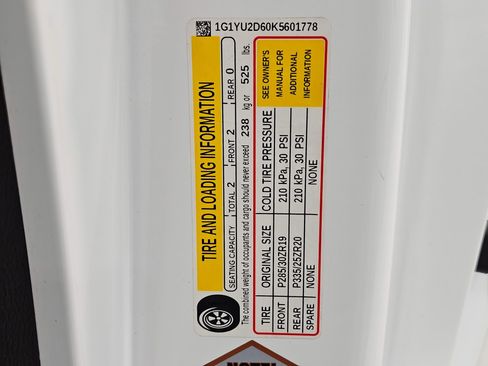 1G1YU2D60K5601778
TIRE AND LOADING INFORMATION
SEATING CAPACITY TOTAL 2 FRONT 2 REAR 0
The combined weight of occupants and cargo should never exceed 238 kg or 525 lbs.
TIRE ORIGINAL SIZE COLD TIRE PRESSURE
FRONT P285/30ZR19 210 kPa, 30 PSI
REAR P335/25ZR20 210 kPa, 30 PSI
SPARE NONE NONE
SEE OWNER'S
MANUAL FOR
ADDITIONAL
INFORMATION